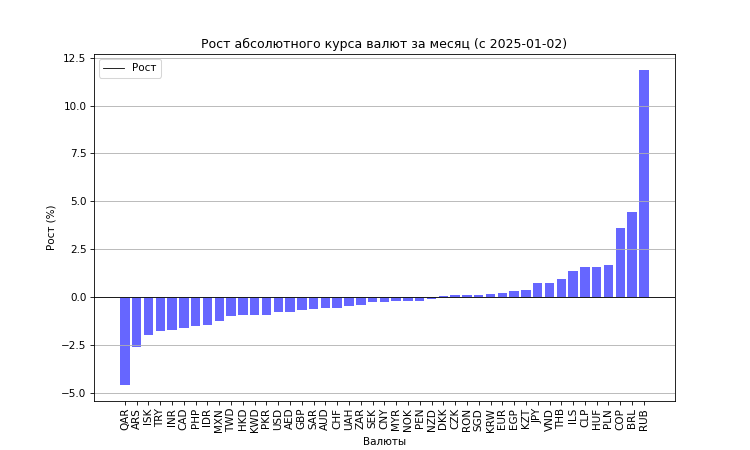 Рост абсолютного курса валют за месяц (с 2025-01-02)
Рост
12.5
10.0
7.5
5.0
2.5
0.0
−2.5
−5.0
Рост (%)
QAR ARS ISK TRY INR CAD PHP IDR MXN TWD HKD KWD PKR USD AED GBP SAR AUD CHF UAH ZAR SEK CNY MYR NOK PEN NZD DKK CZK RON SGD KRW EUR EGP KZT JPY VND THB ILS CLP HUF PLN COP BRL RUB
Валюты